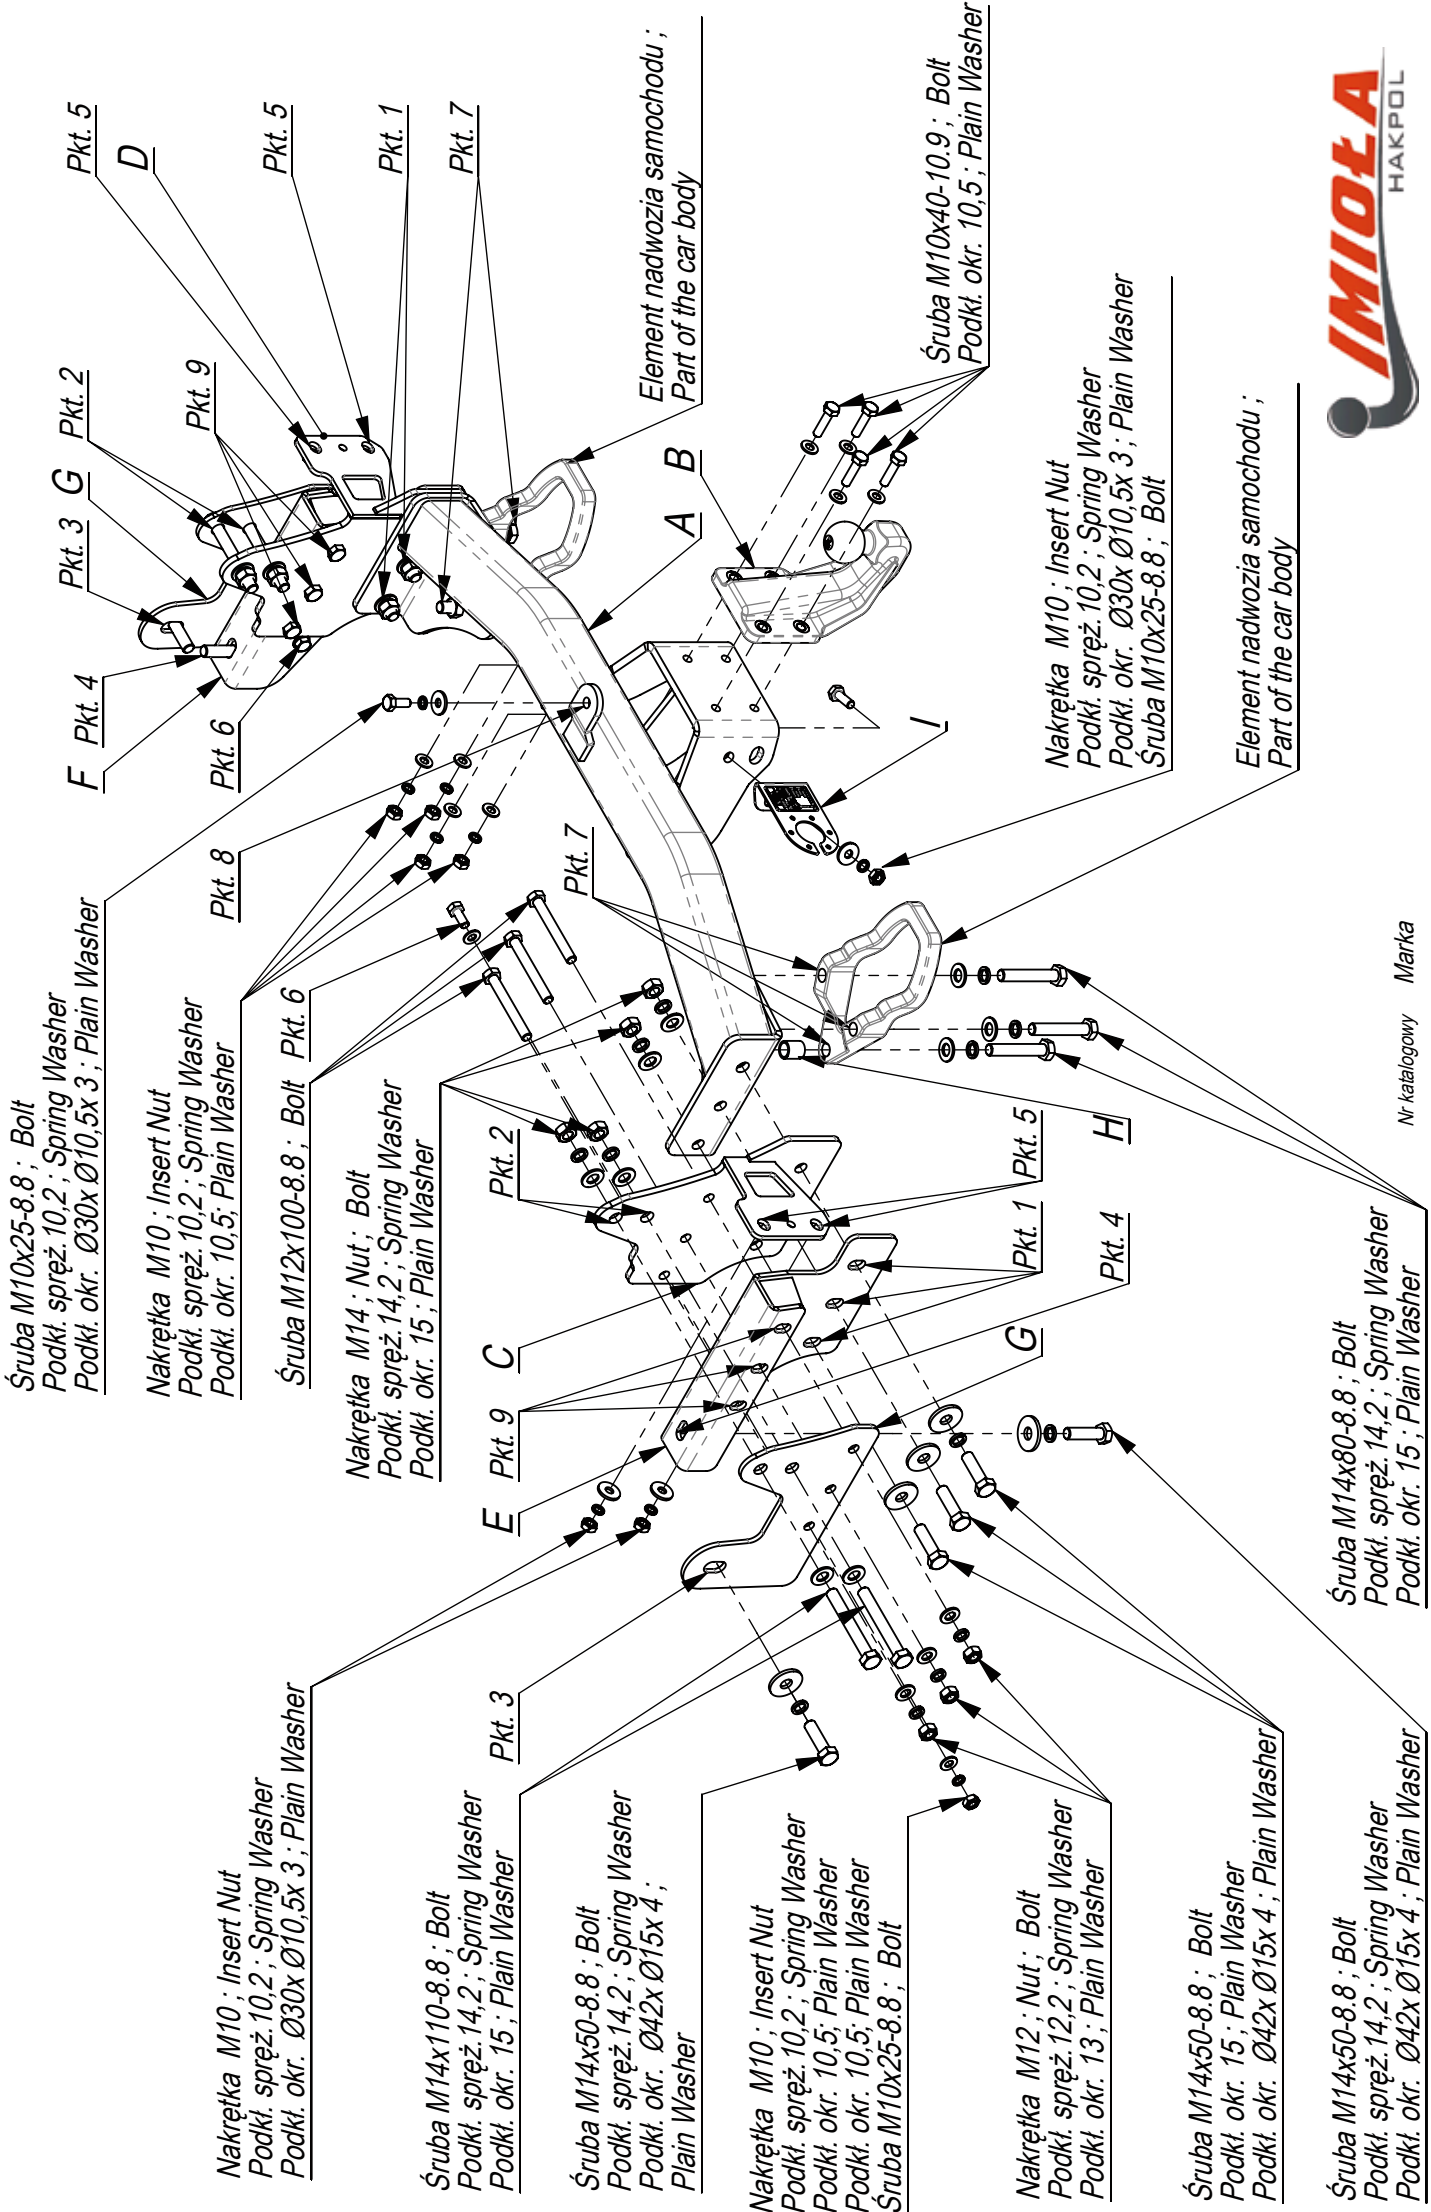 Śruba M10x25-8.8 ; Bolt
Podkł. spręż. 10,2 ; Spring Washer
Podkł. okr. Ø30x Ø10,5x 3 ; Plain Washer
Nakrętka M10 ; Insert Nut
Podkł. spręż. 10,2 ; Spring Washer
Podkł. okr. 10,5; Plain Washer
Śruba M12x100-8.8 ; Bolt
Nakrętka M14 ; Nut ; Bolt
Podkł. spręż.14,2 ; Spring Washer
Podkł. okr. 15 ; Plain Washer
Nakrętka M10 ; Insert Nut
Podkł. spręż.10,2 ; Spring Washer
Podkł. okr. Ø30x Ø10,5x 3 ; Plain Washer
Śruba M14x110-8.8 ; Bolt
Podkł. spręż.14,2 ; Spring Washer
Podkł. okr. 15 ; Plain Washer
Śruba M14x50-8.8 ; Bolt
Podkł. spręż.14,2 ; Spring Washer
Podkł. okr. Ø42x Ø15x 4 ;
Plain Washer
Nakrętka M10 ; Insert Nut
Podkł. spręż.10,2 ; Spring Washer
Podkł. okr. 10,5; Plain Washer
Podkł. okr. 10,5; Plain Washer
Śruba M10x25-8.8 ; Bolt
Nakrętka M12 ; Nut ; Bolt
Podkł. spręż.12,2 ; Spring Washer
Podkł. okr. 13 ; Plain Washer
Śruba M14x50-8.8 ; Bolt
Podkł. okr. 15 ; Plain Washer
Podkł. okr. Ø42x Ø15x 4 ; Plain Washer
Śruba M14x50-8.8 ; Bolt
Podkł. spręż.14,2 ; Spring Washer
Podkł. okr. Ø42x Ø15x 4 ; Plain Washer
Śruba M14x80-8.8 ; Bolt
Podkł. spręż.14,2 ; Spring Washer
Podkł. okr. 15 ; Plain Washer
Nakrętka M10 ; Insert Nut
Podkł. spręż. 10,2 ; Spring Washer
Podkł. okr. Ø30x Ø10,5x 3 ; Plain Washer
Śruba M10x25-8.8 ; Bolt
Element nadwozia samochodu ;
Part of the car body
Śruba M10x40-10.9 ; Bolt
Podkł. okr. 10,5 ; Plain Washer
Element nadwozia samochodu ;
Part of the car body
Pkt. 5
D
Pkt. 5
Pkt. 1
Pkt. 7
Pkt. 2
Pkt. 9
G
Pkt. 3
Pkt. 4
F
Pkt. 6
Pkt. 8
Pkt. 6
Pkt. 7
A
B
I
Pkt. 2
C
Pkt. 9
E
Pkt. 3
H
Pkt. 5
Pkt. 1
Pkt. 4
G
Nr katalogowy Marka
IMIOŁA
HAKPOL